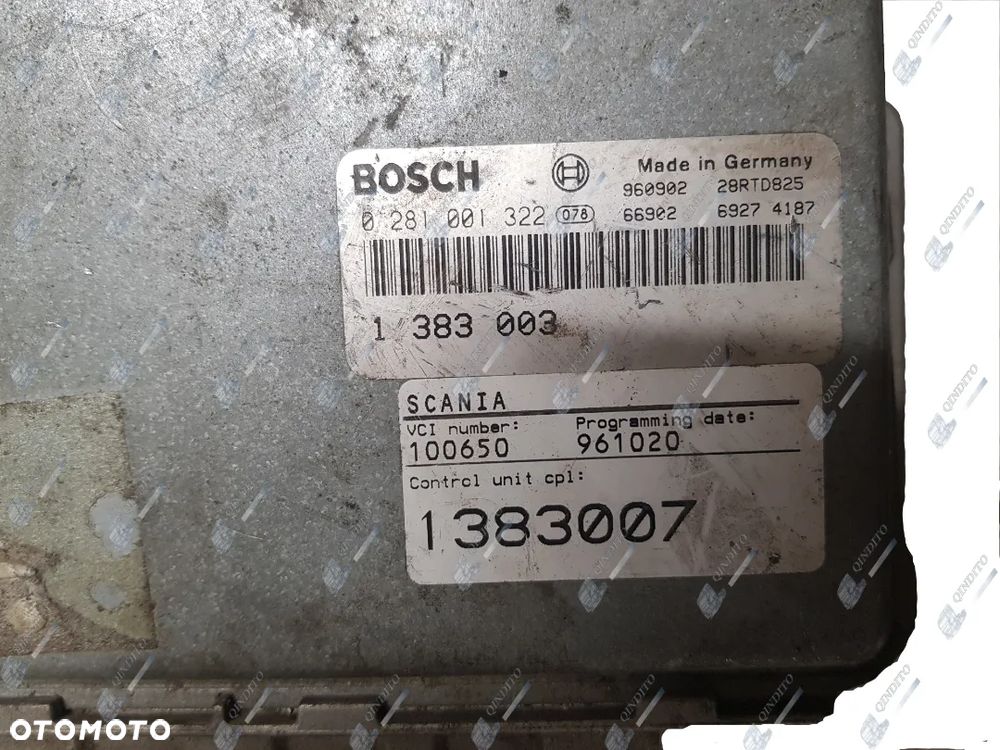 BOSCH Made in Germany
960902 28RTD825
0 281 001 322 078 66902 6927 4187
1 383 003
SCANIA
VCI number: Programming date:
100650 961020
Control unit cpl:
1383007
OTOMOTO
QINDITO